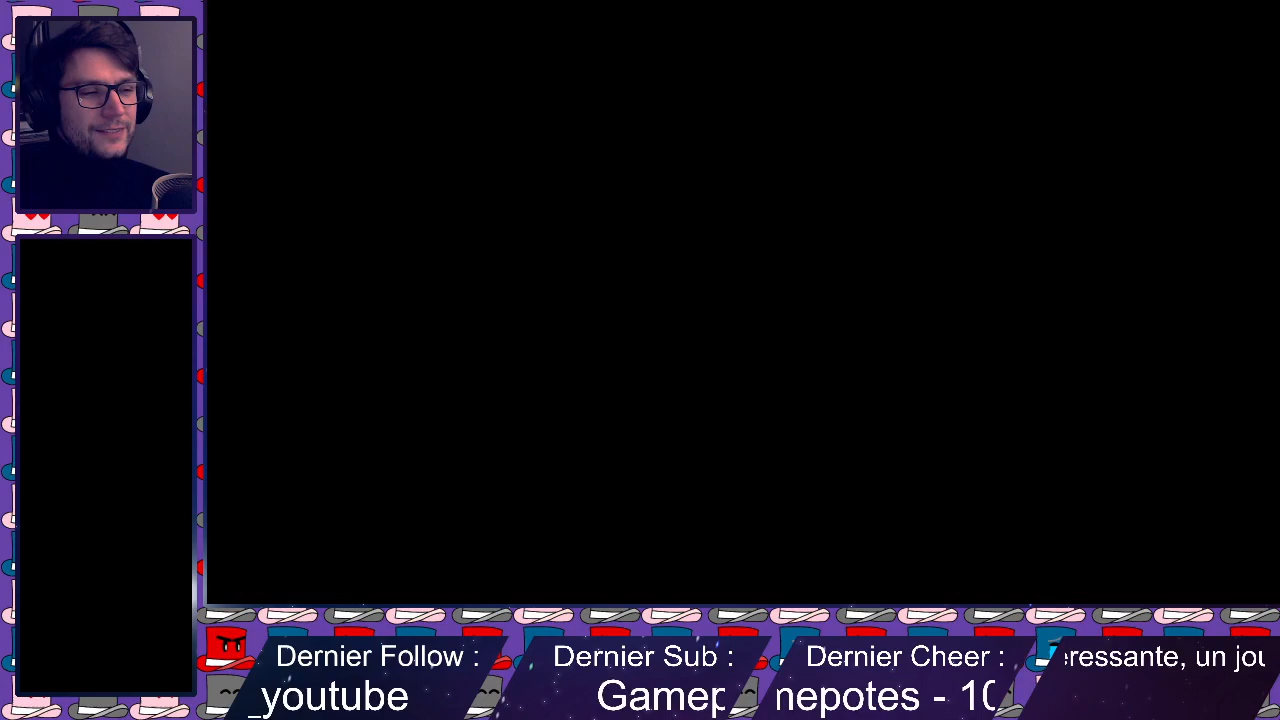 Dernier Follow :
_youtube
Dernier Sub :
Gamep
Dernier Cheer :
nepotes - 10
eressante, un jou